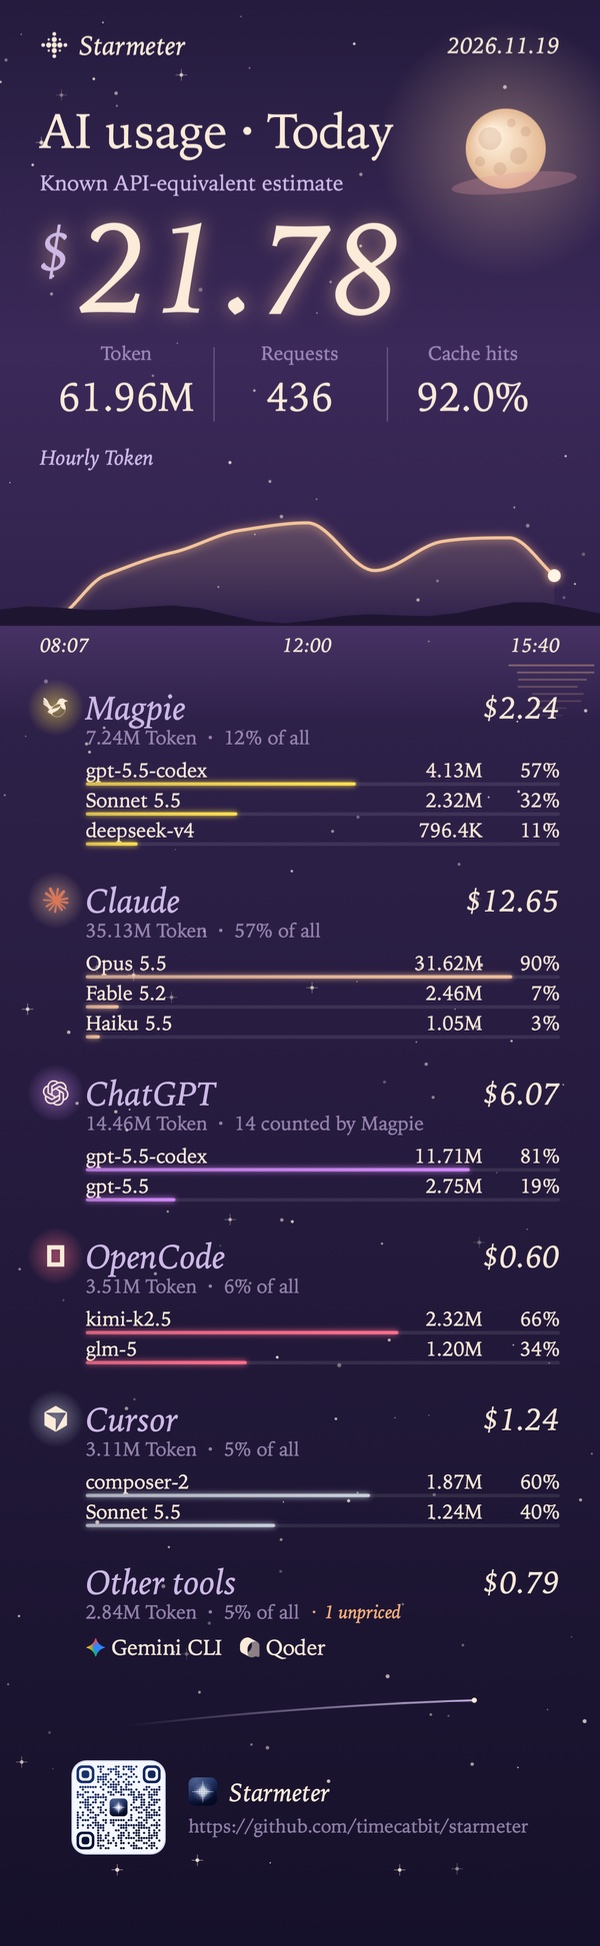 Starmeter 2026.11.19
AI usage · Today
Known API-equivalent estimate
$21.78
Token Requests Cache hits
61.96M 436 92.0%
Hourly Token
08:07 12:00 15:40
Magpie $2.24
7.24M Token · 12% of all
gpt-5.5-codex 4.13M 57%
Sonnet 5.5 2.32M 32%
deepseek-v4 796.4K 11%
Claude $12.65
35.13M Token · 57% of all
Opus 5.5 31.62M 90%
Fable 5.2 2.46M 7%
Haiku 5.5 1.05M 3%
ChatGPT $6.07
14.46M Token · 14 counted by Magpie
gpt-5.5-codex 11.71M 81%
gpt-5.5 2.75M 19%
OpenCode $0.60
3.51M Token · 6% of all
kimi-k2.5 2.32M 66%
glm-5 1.20M 34%
Cursor $1.24
3.11M Token · 5% of all
composer-2 1.87M 60%
Sonnet 5.5 1.24M 40%
Other tools $0.79
2.84M Token · 5% of all · 1 unpriced
Gemini CLI Qoder
Starmeter
https://github.com/timecatbit/starmeter